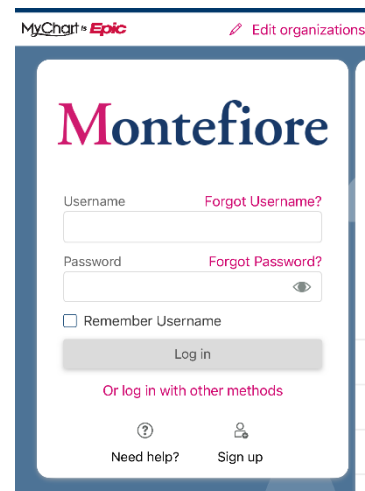 MyChart by Epic
Edit organizations
Montefiore
Username Forgot Username?
Password Forgot Password?
Remember Username
Log in
Or log in with other methods
Need help? Sign up